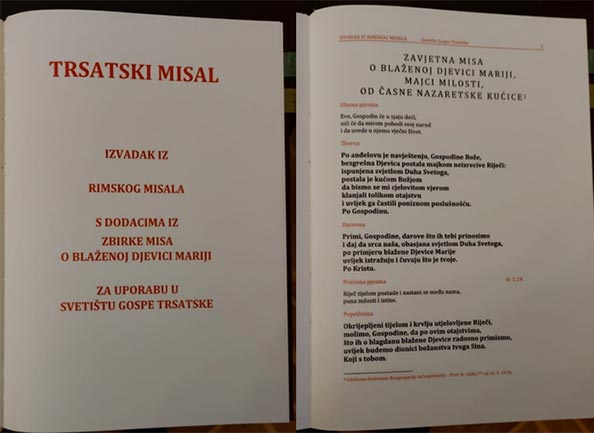 TRSATSKI MISAL
IZVADAK IZ
RIMSKOG MISALA
S DODACIMA IZ
ZBIRKE MISA
O BLAŽENOJ DJEVICI MARIJI
ZA UPORABU U
SVETIŠTU GOSPE TRSATSKE
IZVADAK IZ RIMSKOG MISALA Svetište Gospe Trsatske 1
ZAVJETNA MISA
O BLAŽENOJ DJEVICI MARIJI,
MAJCI MILOSTI,
OD ČASNE NAZARETSKE KUĆICE¹
Ulazna pjesma
Evo, Gospodin će u sjaju doći,
sići će da mirom pohodi svoj narod
i da uvede u njemu vječni život.
Zborna
Po anđelovu je navještenju, Gospodine Bože,
bezgrešna Djevica postala majkom neizrecive Riječi:
ispunjena svjetlom Duha Svetoga,
postala je kućom Božjom
da bismo se mi cjelovitom vjerom
klanjali tolikom otajstvu
i uvijek ga častili poniznom poslušnošću.
Po Gospodinu.
Darovna
Primi, Gospodine, darove što ih tebi prinosimo
i daj da srca naša, obasjana svjetlom Duha Svetoga,
po primjeru blažene Djevice Marije
uvijek istražuju i čuvaju što je tvoje.
Po Kristu.
Pričesna pjesma Iv 1,14
Riječ tijelom postade i nastani se među nama,
puna milosti i istine.
Popričesna
Okrijepljeni tijelom i krvlju utjelovljene Riječi,
molimo, Gospodine, da po ovim otajstvima,
što ih o blagdanu blažene Djevice radosno primismo,
uvijek budemo dionici božanstva tvoga Sina.
Koji s tobom.